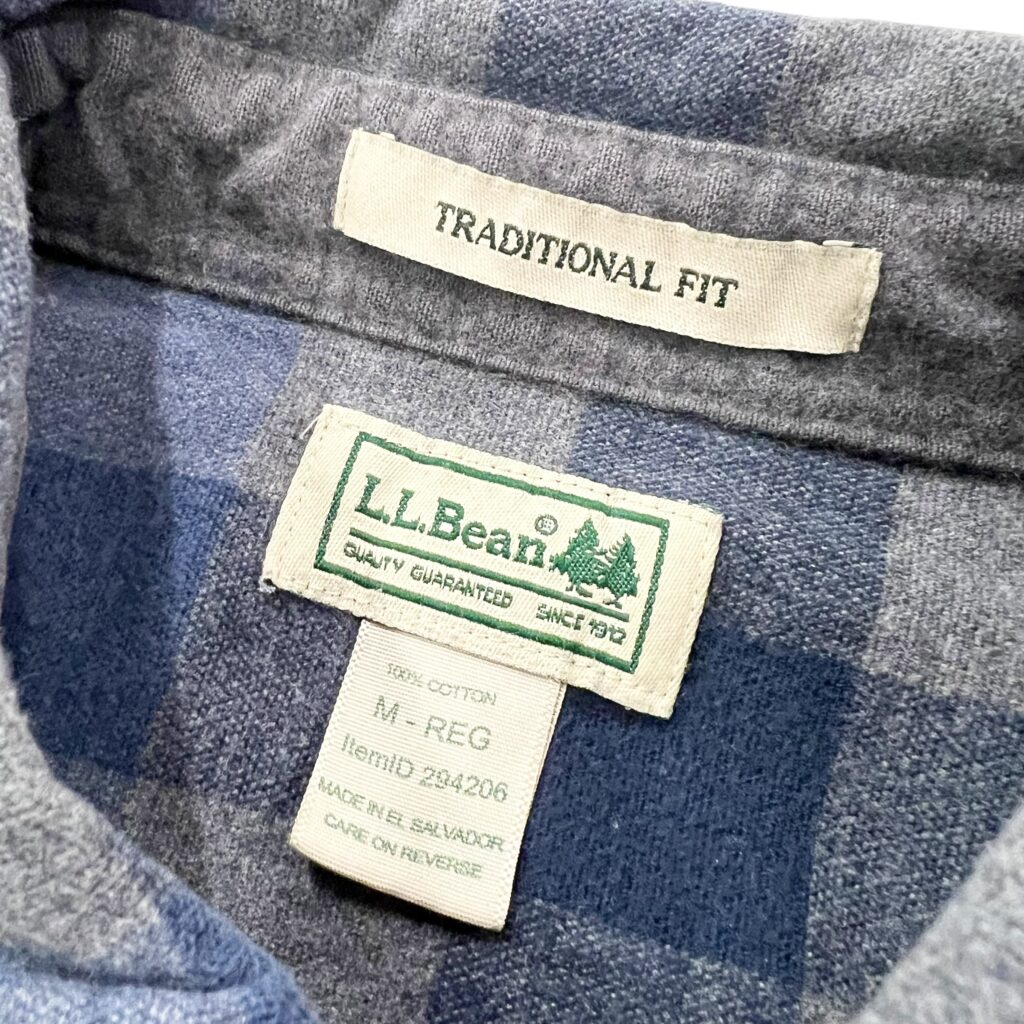 TRADITIONAL FIT
L.L.Bean®
QUALITY GUARANTEED SINCE 1912
100% COTTON
M - REG
ItemID 294206
MADE IN EL SALVADOR
CARE ON REVERSE